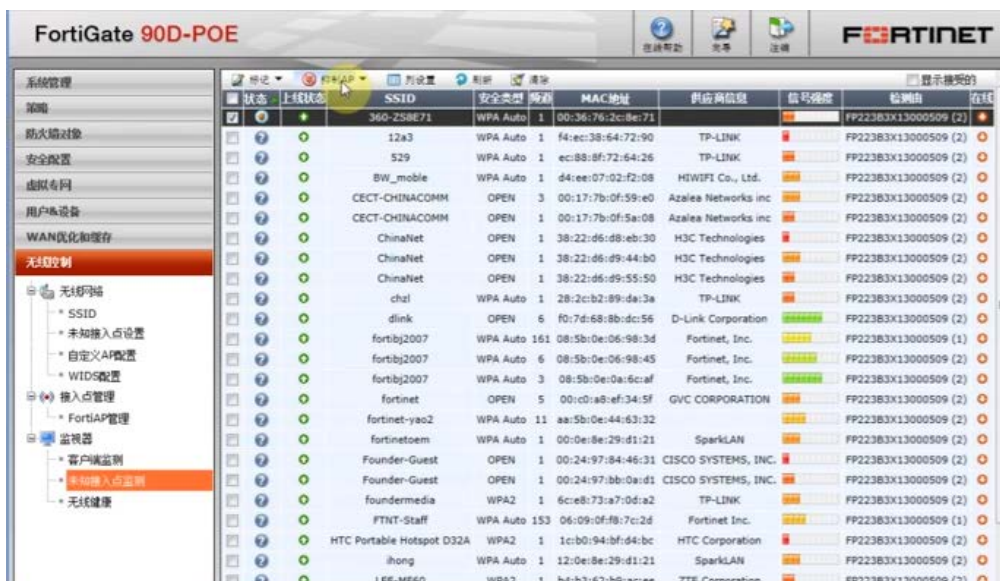 FortiGate 90D-POE
在线帮助 向导 注销
FORTINET
系统管理
策略
防火墙对象
安全配置
虚拟专网
用户&设备
WAN优化和缓存
无线控制
无线网络
SSID
未知接入点设置
自定义AP配置
WIDS配置
接入点管理
FortiAP管理
监视器
客户端监测
未知接入点监测
无线健康
标记 抑制AP 列设置 刷新 清除 显示接受的
状态 上线状态 SSID 安全类型 频道 MAC地址 供应商信息 信号强度 检测由 在线
360-ZS8E71 WPA Auto 1 00:36:76:2c:8e:71 FP223B3X13000509 (2)
12a3 WPA Auto 1 f4:ec:38:64:72:90 TP-LINK FP223B3X13000509 (2)
529 WPA Auto 1 ec:88:8f:72:64:26 TP-LINK FP223B3X13000509 (2)
BW_moble WPA Auto 1 d4:ee:07:02:f2:08 HIWIFI Co., Ltd. FP223B3X13000509 (2)
CECT-CHINACOMM OPEN 3 00:17:7b:0f:59:e0 Azalea Networks inc FP223B3X13000509 (2)
CECT-CHINACOMM OPEN 1 00:17:7b:0f:5a:08 Azalea Networks inc FP223B3X13000509 (2)
ChinaNet OPEN 1 38:22:d6:d8:eb:30 H3C Technologies FP223B3X13000509 (2)
ChinaNet OPEN 1 38:22:d6:d9:44:b0 H3C Technologies FP223B3X13000509 (2)
ChinaNet OPEN 1 38:22:d6:d9:55:50 H3C Technologies FP223B3X13000509 (2)
chzl WPA Auto 1 28:2c:b2:89:da:3a TP-LINK FP223B3X13000509 (2)
dlink OPEN 6 f0:7d:68:8b:dc:56 D-Link Corporation FP223B3X13000509 (2)
fortibj2007 WPA Auto 161 08:5b:0e:06:98:3d Fortinet, Inc. FP223B3X13000509 (1)
fortibj2007 WPA Auto 6 08:5b:0e:06:98:45 Fortinet, Inc. FP223B3X13000509 (2)
fortibj2007 WPA Auto 3 08:5b:0e:0a:6c:af Fortinet, Inc. FP223B3X13000509 (2)
fortinet OPEN 5 00:c0:a8:ef:34:5f GVC CORPORATION FP223B3X13000509 (2)
fortinet-yao2 WPA Auto 11 aa:5b:0e:44:63:32 FP223B3X13000509 (2)
fortinetoem WPA Auto 1 00:0e:8e:29:d1:21 SparkLAN FP223B3X13000509 (2)
Founder-Guest OPEN 1 00:24:97:84:46:31 CISCO SYSTEMS, INC. FP223B3X13000509 (2)
Founder-Guest OPEN 1 00:24:97:bb:0a:d1 CISCO SYSTEMS, INC. FP223B3X13000509 (2)
foundermedia WPA2 1 6c:e8:73:a7:0d:a2 TP-LINK FP223B3X13000509 (2)
FTNT-Staff WPA Auto 153 06:09:0f:f8:7c:2d Fortinet Inc. FP223B3X13000509 (1)
HTC Portable Hotspot D32A WPA2 1 1c:b0:94:bf:d4:bc HTC Corporation FP223B3X13000509 (2)
ihong WPA Auto 1 12:0e:8e:29:d1:21 SparkLAN FP223B3X13000509 (2)
WPA2 1 ZTE Corporation FP223B3X13000509 (2)